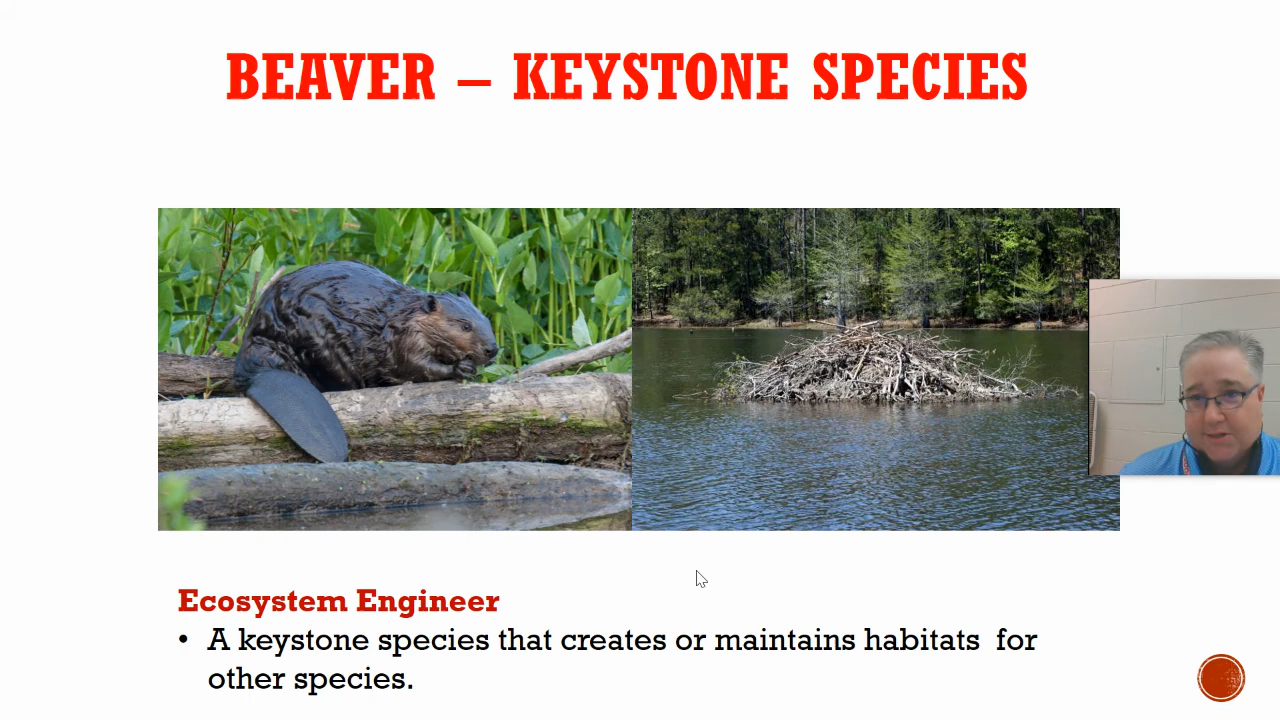 BEAVER – KEYSTONE SPECIES
Ecosystem Engineer
• A keystone species that creates or maintains habitats for
other species.